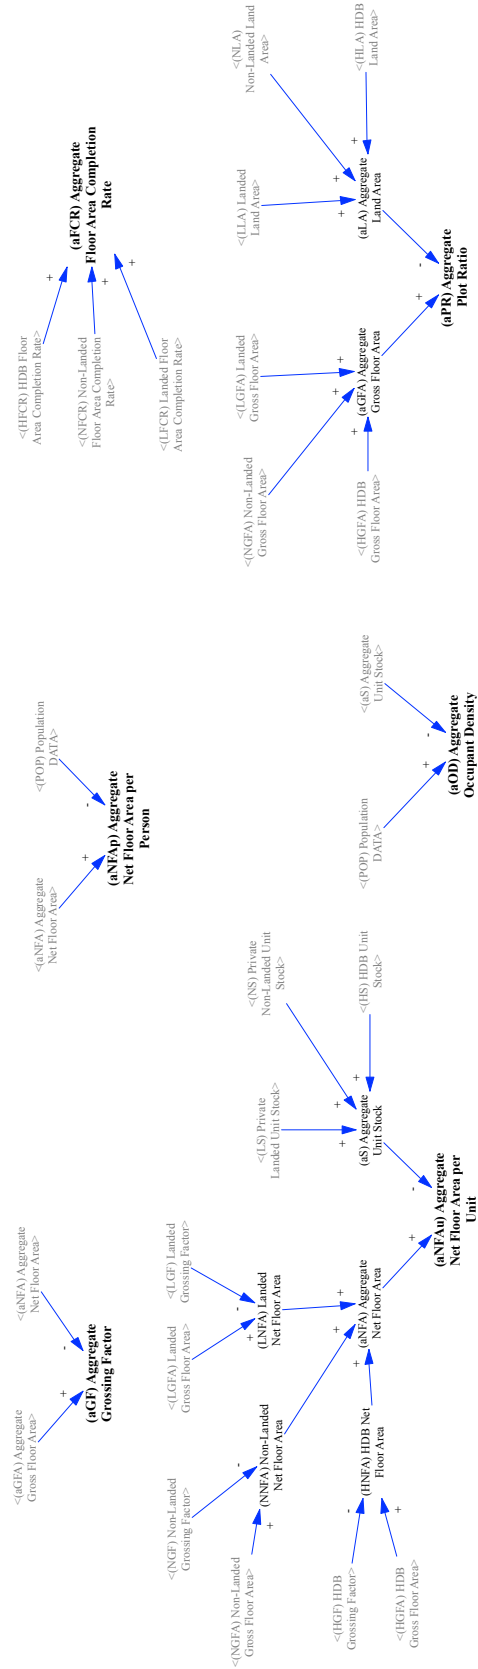 <(aGFA) Aggregate
Gross Floor Area>
<(aNFA) Aggregate
Net Floor Area>
+
-
(aGF) Aggregate
Grossing Factor
<(aNFA) Aggregate
Net Floor Area>
<(POP) Population
DATA>
+
-
(aNFAp) Aggregate
Net Floor Area per
Person
<(HFCR) HDB Floor
Area Completion Rate>
<(NFCR) Non-Landed
Floor Area Completion
Rate>
<(LFCR) Landed Floor
Area Completion Rate>
+
+
+
(aFCR) Aggregate
Floor Area Completion
Rate
<(NGF) Non-Landed
Grossing Factor>
<(NGFA) Non-Landed
Gross Floor Area>
-
+
(NNFA) Non-Landed
Net Floor Area
<(LGFA) Landed
Gross Floor Area>
<(LGF) Landed
Grossing Factor>
+
-
(LNFA) Landed
Net Floor Area
<(HGF) HDB
Grossing Factor>
<(HGFA) HDB
Gross Floor Area>
-
+
(HNFA) HDB Net
Floor Area
+
+
+
(aNFA) Aggregate
Net Floor Area
<(LS) Private
Landed Unit Stock>
<(NS) Private
Non-Landed Unit
Stock>
<(HS) HDB Unit
Stock>
+
+
+
(aS) Aggregate
Unit Stock
+
-
(aNFAu) Aggregate
Net Floor Area per
Unit
<(POP) Population
DATA>
<(aS) Aggregate
Unit Stock>
+
-
(aOD) Aggregate
Occupant Density
<(NGFA) Non-Landed
Gross Floor Area>
<(LGFA) Landed
Gross Floor Area>
<(HGFA) HDB
Gross Floor Area>
+
+
+
(aGFA) Aggregate
Gross Floor Area
<(LLA) Landed
Land Area>
<(NLA)
Non-Landed Land
Area>
<(HLA) HDB
Land Area>
+
+
+
(aLA) Aggregate
Land Area
+
-
(aPR) Aggregate
Plot Ratio